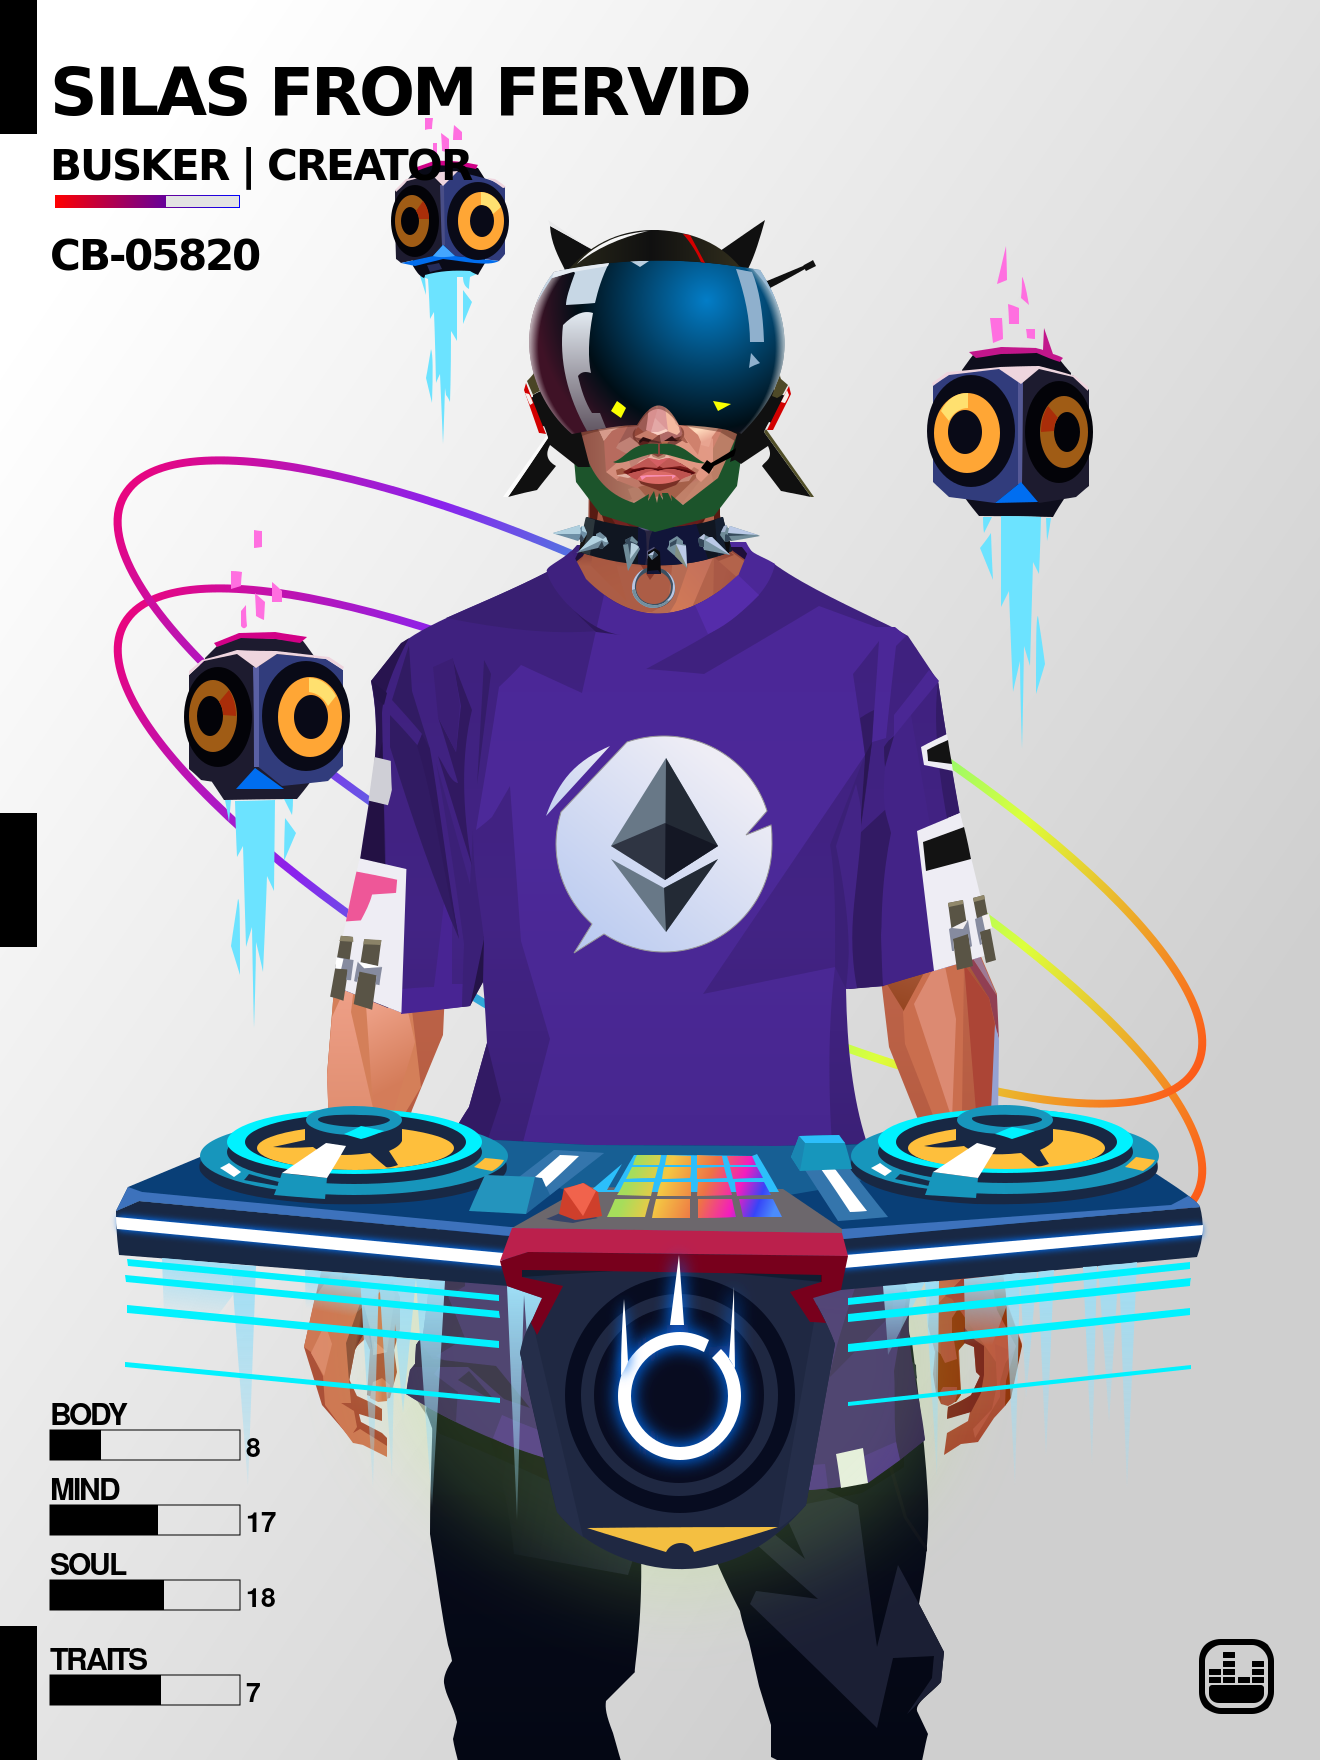 SILAS FROM FERVID
BUSKER | CREATOR
CB-05820
BODY
8
MIND
17
SOUL
18
TRAITS
7